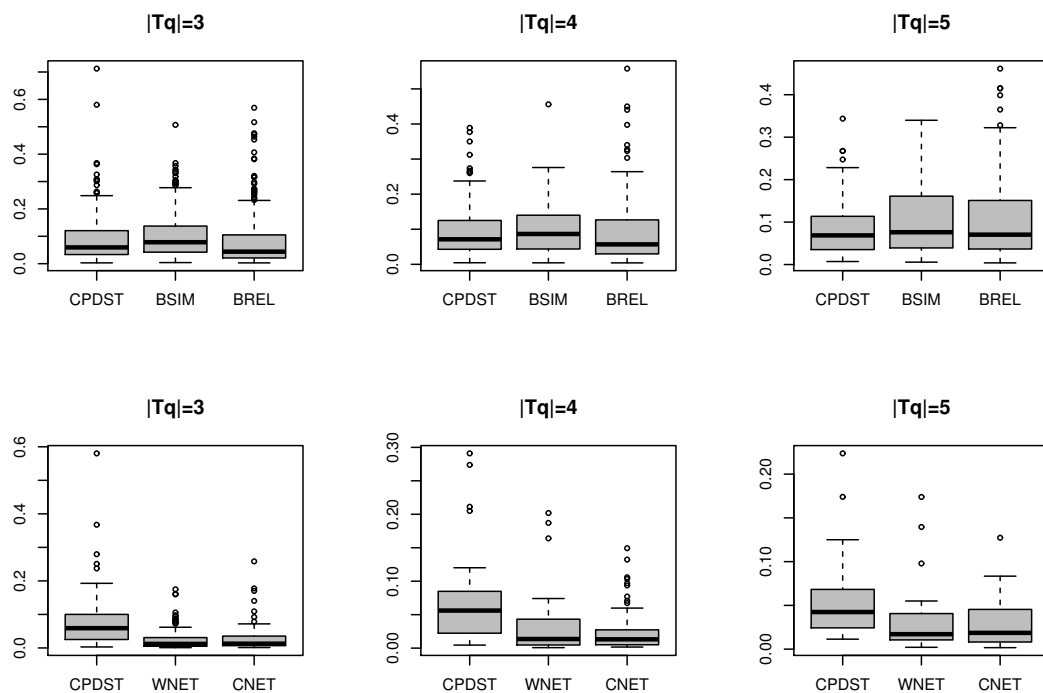 |Tq|=3
0.0 0.2 0.4 0.6
CPDST BSIM BREL
|Tq|=4
0.0 0.2 0.4
CPDST BSIM BREL
|Tq|=5
0.0 0.1 0.2 0.3 0.4
CPDST BSIM BREL
|Tq|=3
0.0 0.2 0.4 0.6
CPDST WNET CNET
|Tq|=4
0.00 0.10 0.20 0.30
CPDST WNET CNET
|Tq|=5
0.00 0.10 0.20
CPDST WNET CNET